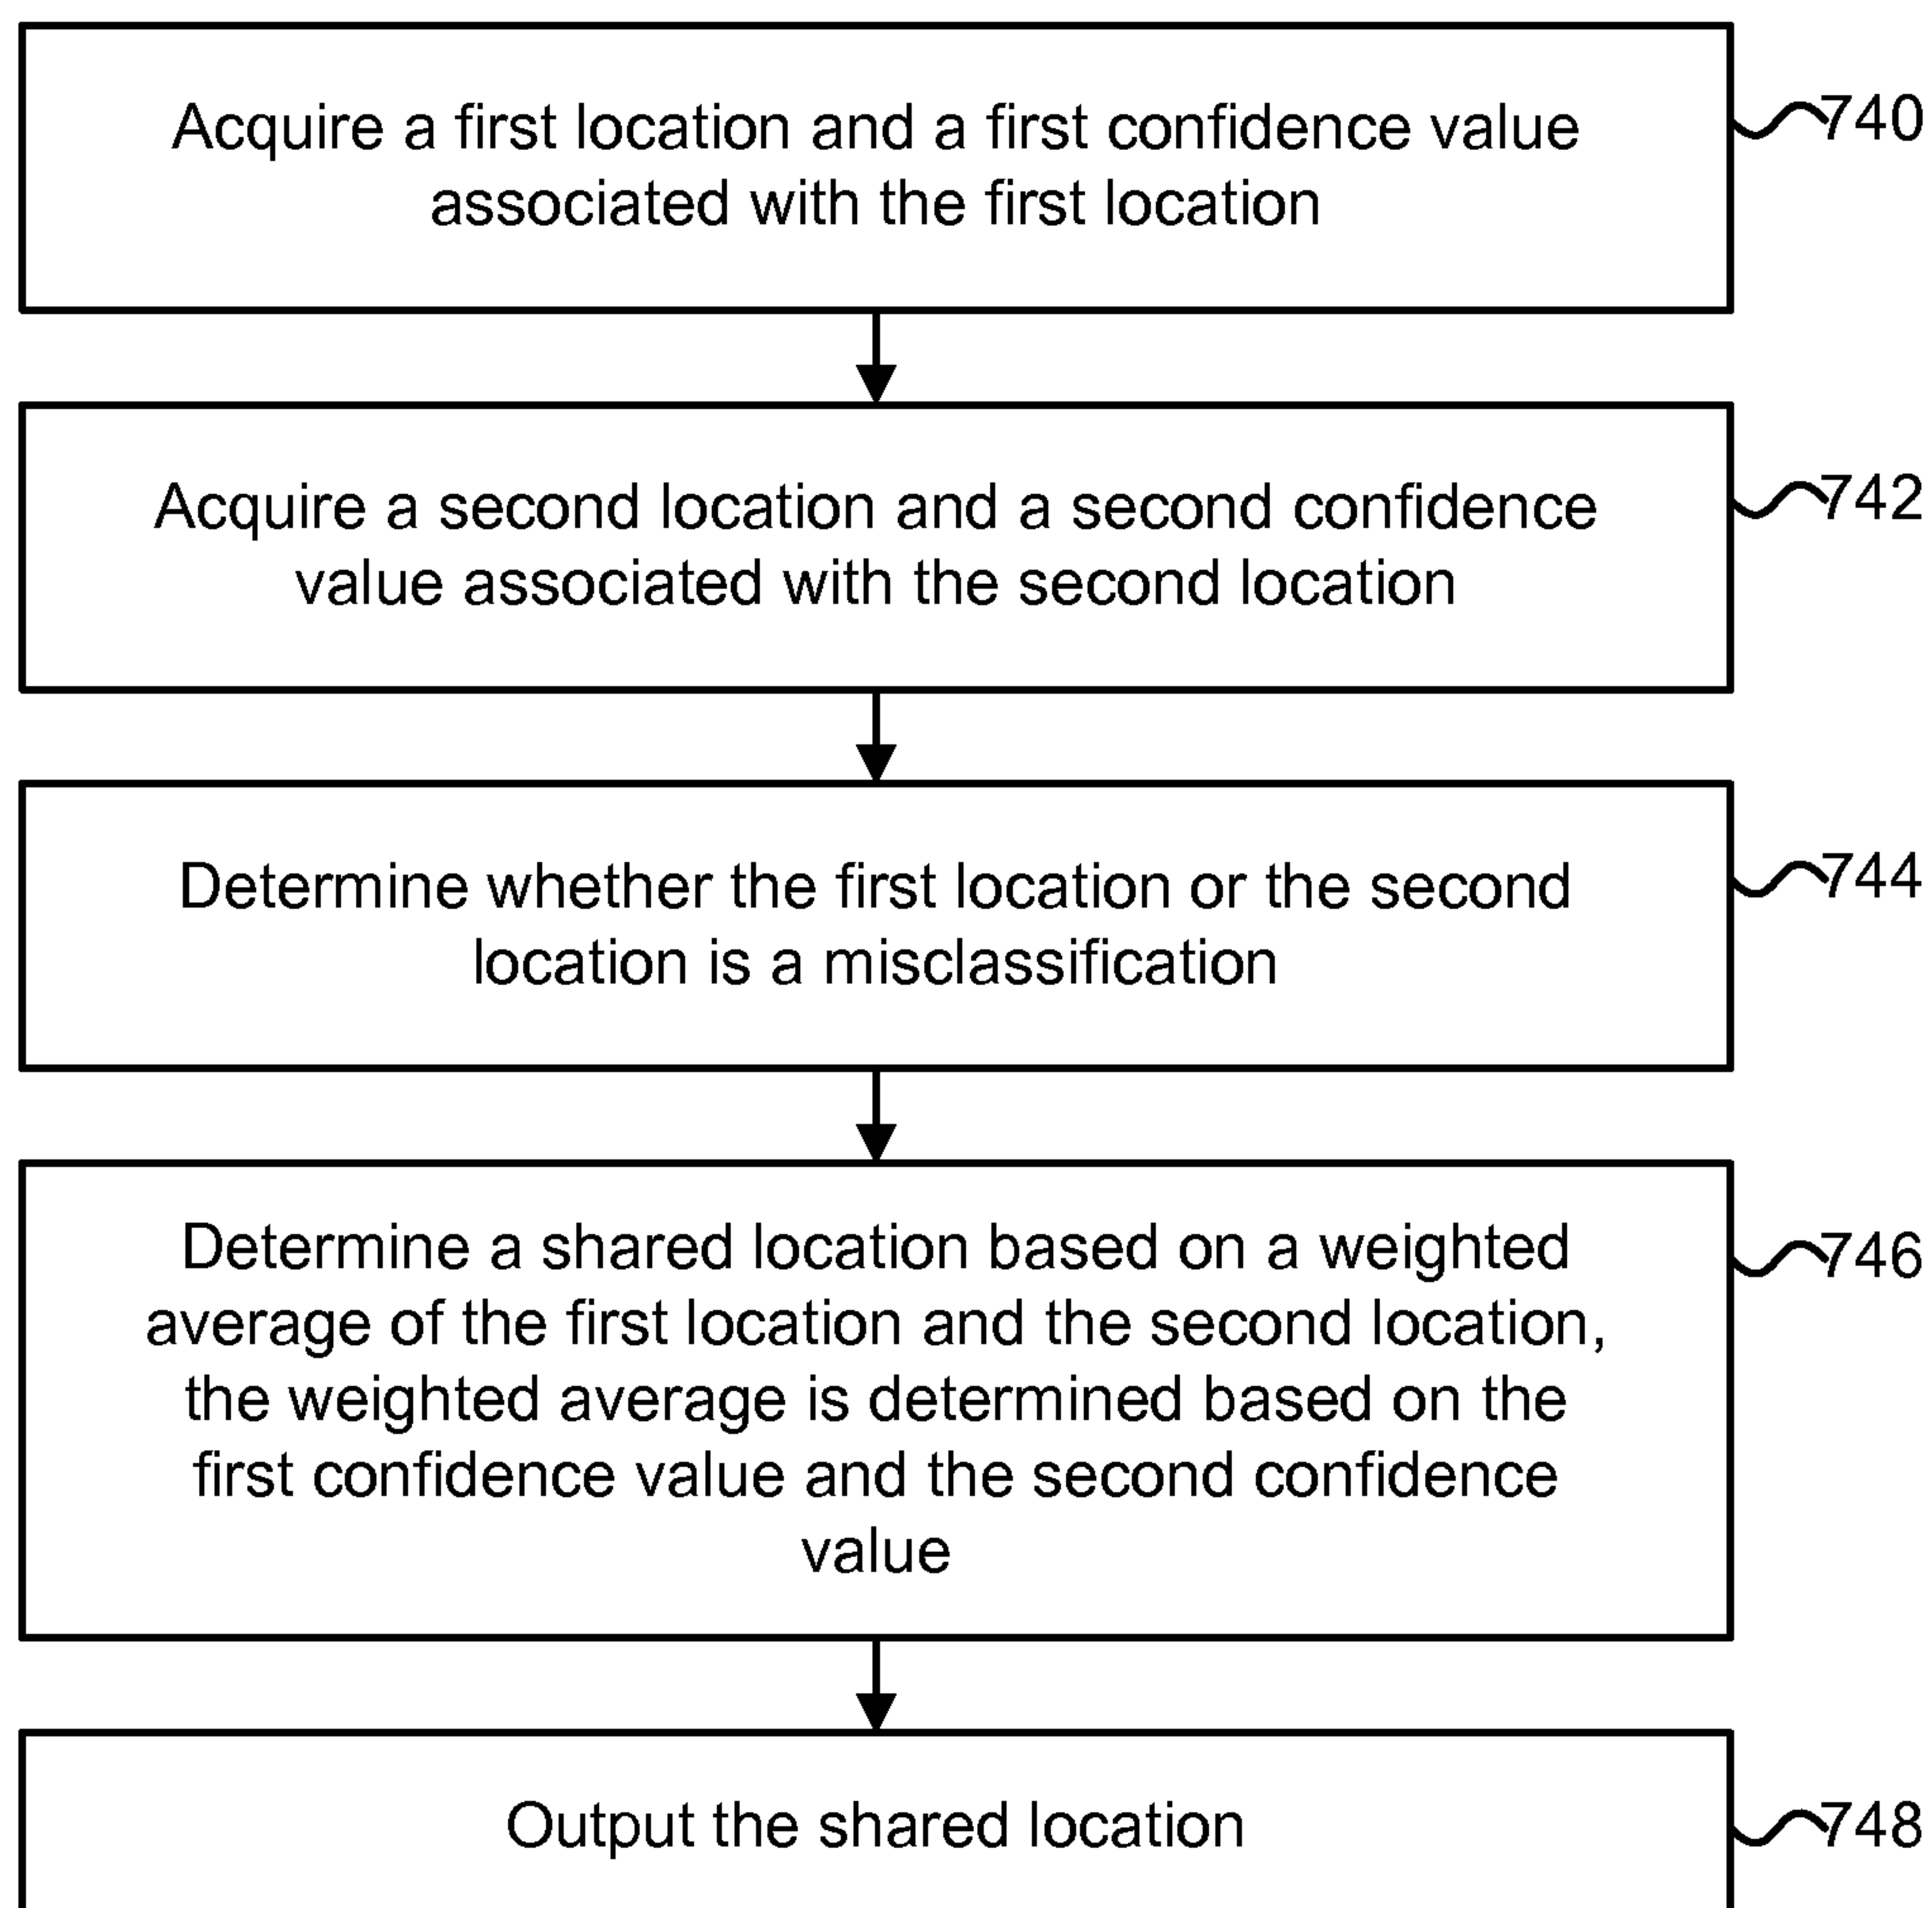 Acquire a first location and a first confidence value
associated with the first location
740
Acquire a second location and a second confidence
value associated with the second location
742
Determine whether the first location or the second
location is a misclassification
744
Determine a shared location based on a weighted
average of the first location and the second location,
the weighted average is determined based on the
first confidence value and the second confidence
value
746
Output the shared location
748